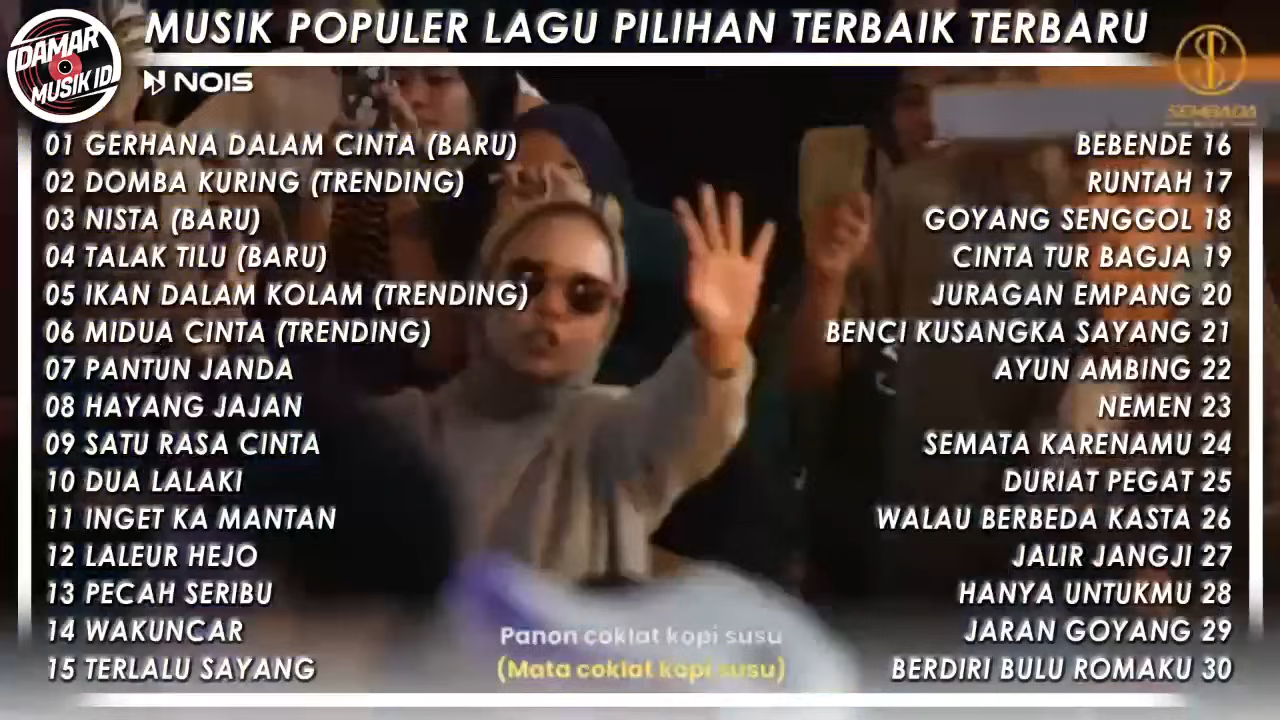 DAMAR
MUSIK ID
MUSIK POPULER LAGU PILIHAN TERBAIK TERBARU
NOIS
SEMBADA
01 GERHANA DALAM CINTA (BARU)
02 DOMBA KURING (TRENDING)
03 NISTA (BARU)
04 TALAK TILU (BARU)
05 IKAN DALAM KOLAM (TRENDING)
06 MIDUA CINTA (TRENDING)
07 PANTUN JANDA
08 HAYANG JAJAN
09 SATU RASA CINTA
10 DUA LALAKI
11 INGET KA MANTAN
12 LALEUR HEJO
13 PECAH SERIBU
14 WAKUNCAR
15 TERLALU SAYANG
BEBENDE 16
RUNTAH 17
GOYANG SENGGOL 18
CINTA TUR BAGJA 19
JURAGAN EMPANG 20
BENCI KUSANGKA SAYANG 21
AYUN AMBING 22
NEMEN 23
SEMATA KARENAMU 24
DURIAT PEGAT 25
WALAU BERBEDA KASTA 26
JALIR JANGJI 27
HANYA UNTUKMU 28
JARAN GOYANG 29
BERDIRI BULU ROMAKU 30
Panon coklat kopi susu
(Mata coklat kopi susu)